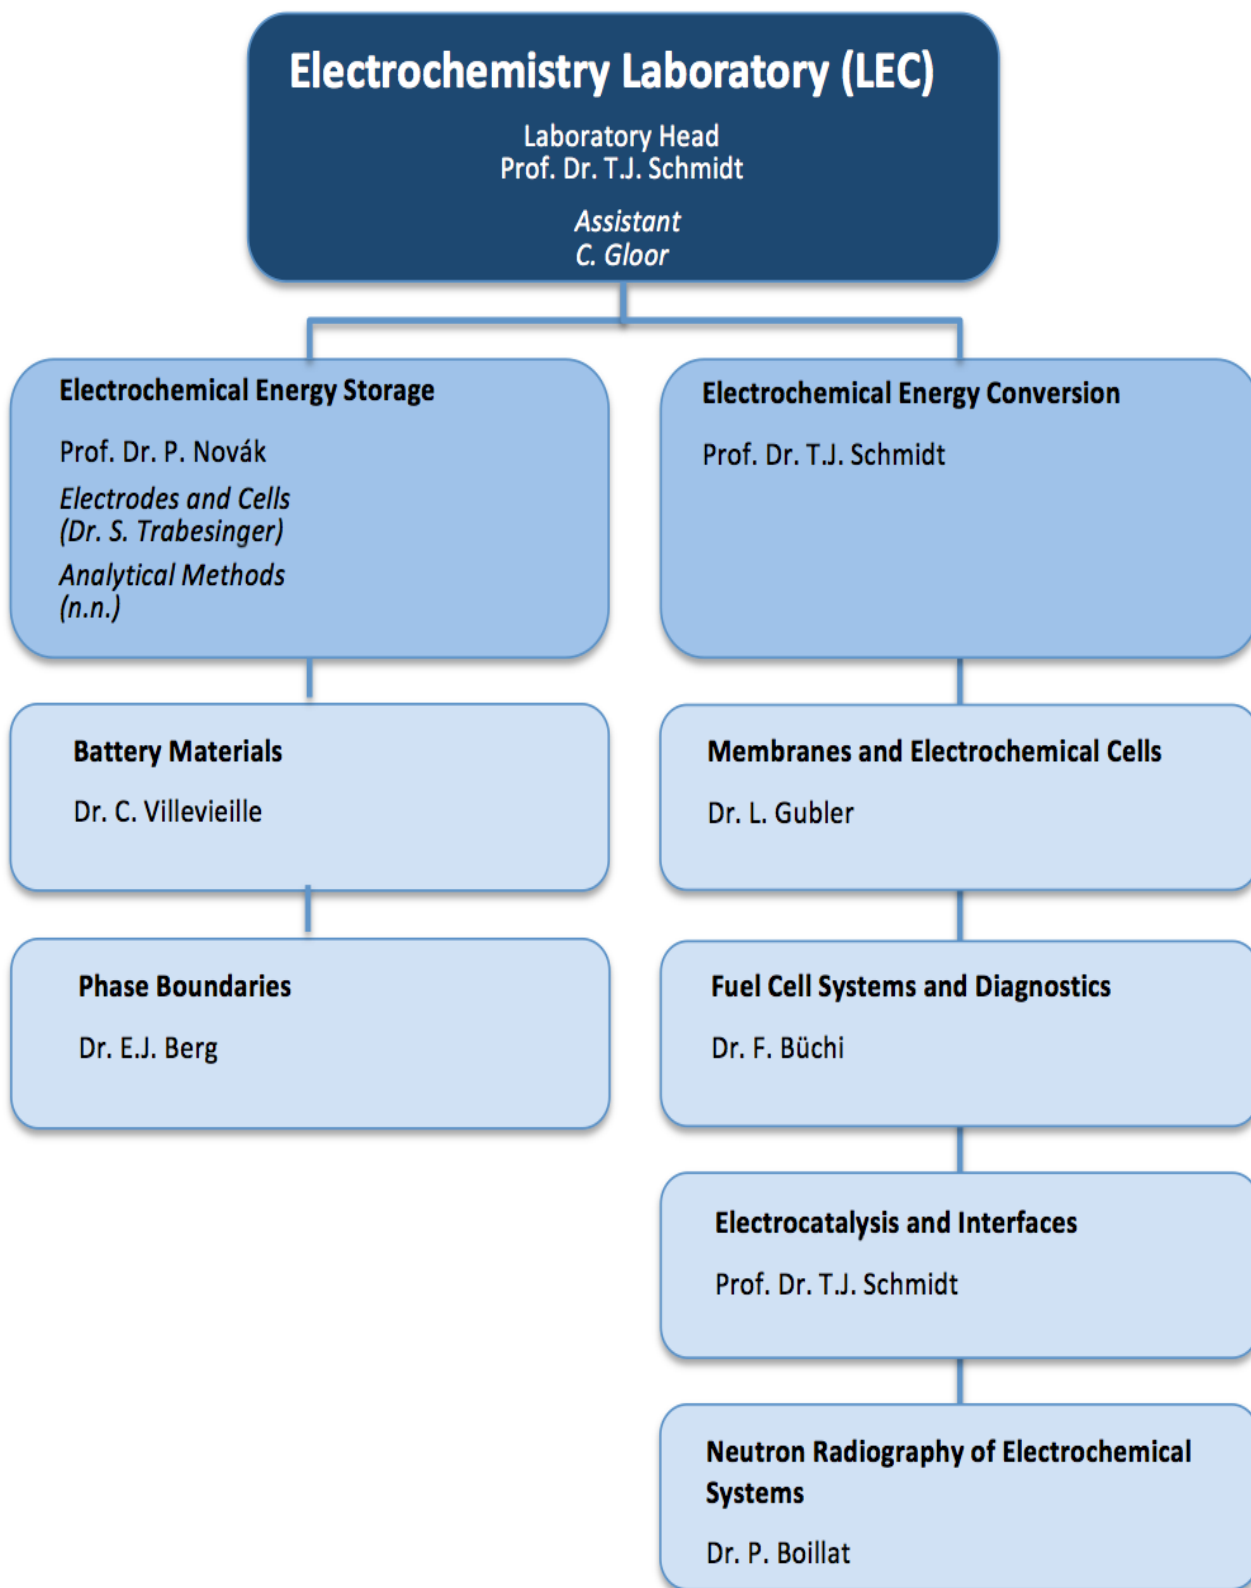 Electrochemistry Laboratory (LEC)
Laboratory Head
Prof. Dr. T.J. Schmidt
Assistant
C. Gloor
Electrochemical Energy Storage
Prof. Dr. P. Novák
Electrodes and Cells
(Dr. S. Trabesinger)
Analytical Methods
(n.n.)
Battery Materials
Dr. C. Villevieille
Phase Boundaries
Dr. E.J. Berg
Electrochemical Energy Conversion
Prof. Dr. T.J. Schmidt
Membranes and Electrochemical Cells
Dr. L. Gubler
Fuel Cell Systems and Diagnostics
Dr. F. Büchi
Electrocatalysis and Interfaces
Prof. Dr. T.J. Schmidt
Neutron Radiography of Electrochemical
Systems
Dr. P. Boillat